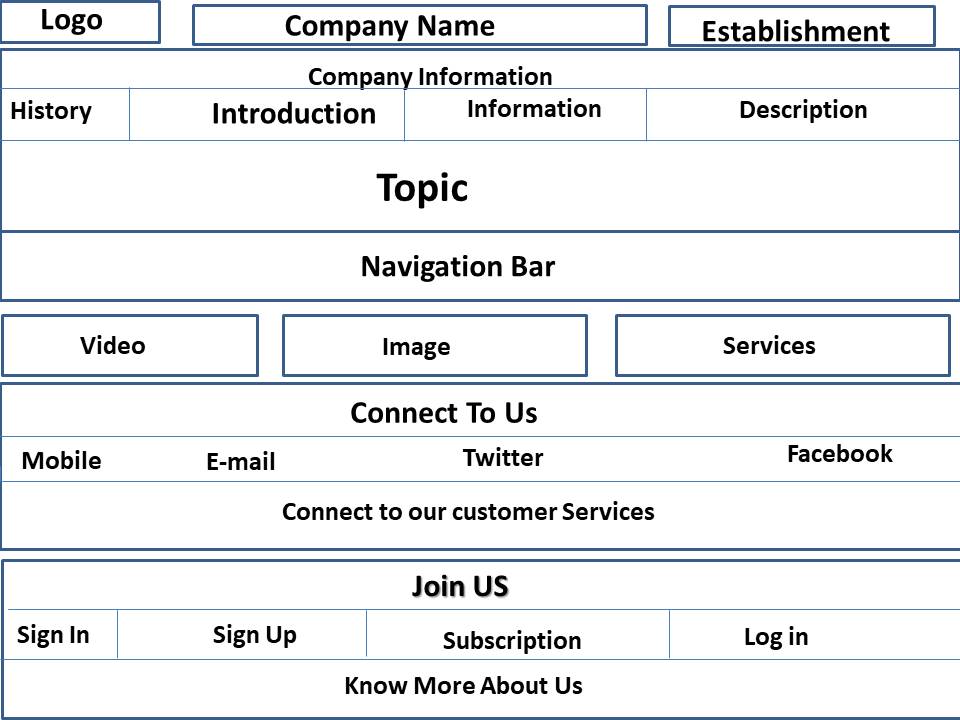 Logo
Company Name
Establishment
Company Information
History
Introduction
Information
Description
Topic
Navigation Bar
Video
Image
Services
Connect To Us
Mobile
E-mail
Twitter
Facebook
Connect to our customer Services
Join US
Sign In
Sign Up
Subscription
Log in
Know More About Us